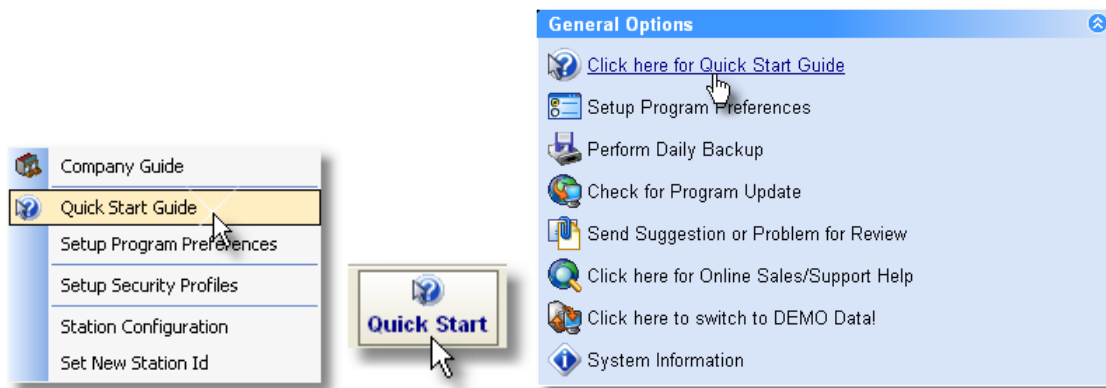 Company Guide
Quick Start Guide
Setup Program Preferences
Setup Security Profiles
Station Configuration
Set New Station Id
Quick Start
General Options
Click here for Quick Start Guide
Setup Program Preferences
Perform Daily Backup
Check for Program Update
Send Suggestion or Problem for Review
Click here for Online Sales/Support Help
Click here to switch to DEMO Data!
System Information